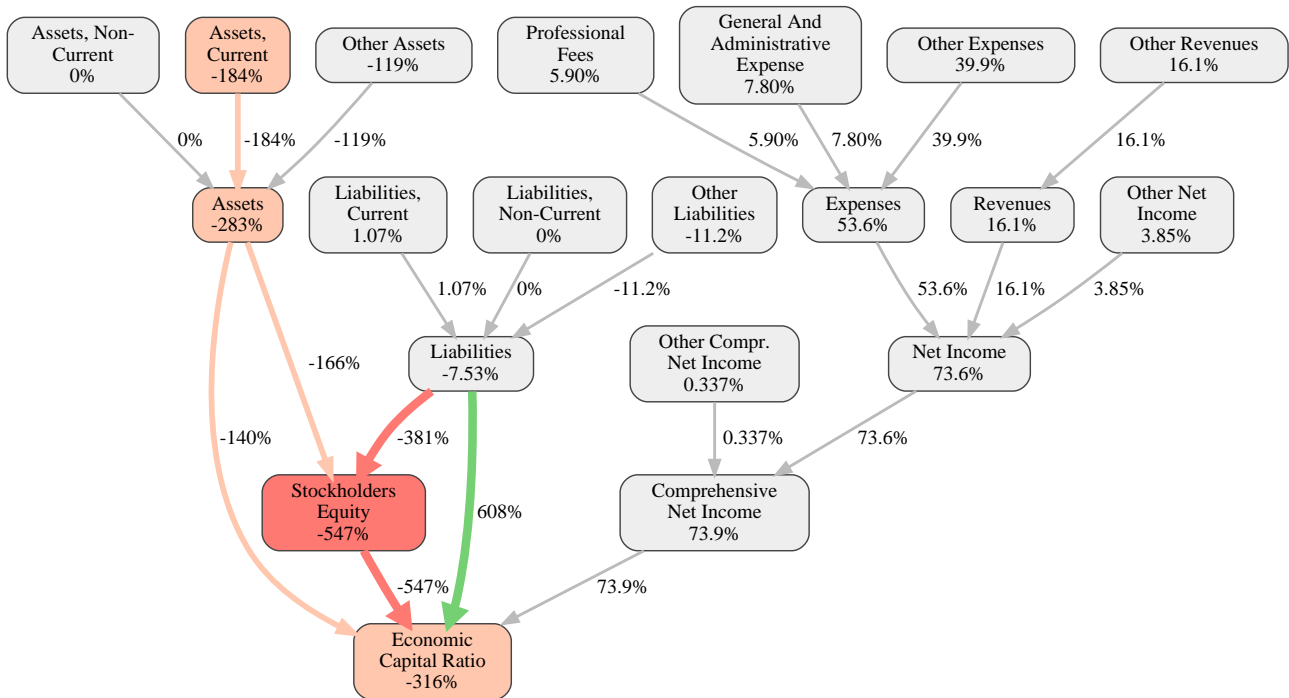 Assets, Non-
Current
0%
Assets,
Current
-184%
Other Assets
-119%
Professional
Fees
5.90%
General And
Administrative
Expense
7.80%
Other Expenses
39.9%
Other Revenues
16.1%
0%
-184%
-119%
5.90%
7.80%
39.9%
16.1%
Assets
-283%
Liabilities,
Current
1.07%
Liabilities,
Non-Current
0%
Other
Liabilities
-11.2%
Expenses
53.6%
Revenues
16.1%
Other Net
Income
3.85%
1.07%
0%
-11.2%
53.6%
16.1%
3.85%
-166%
Liabilities
-7.53%
Other Compr.
Net Income
0.337%
Net Income
73.6%
-140%
-381%
0.337%
73.6%
Stockholders
Equity
-547%
608%
Comprehensive
Net Income
73.9%
-547%
73.9%
Economic
Capital Ratio
-316%